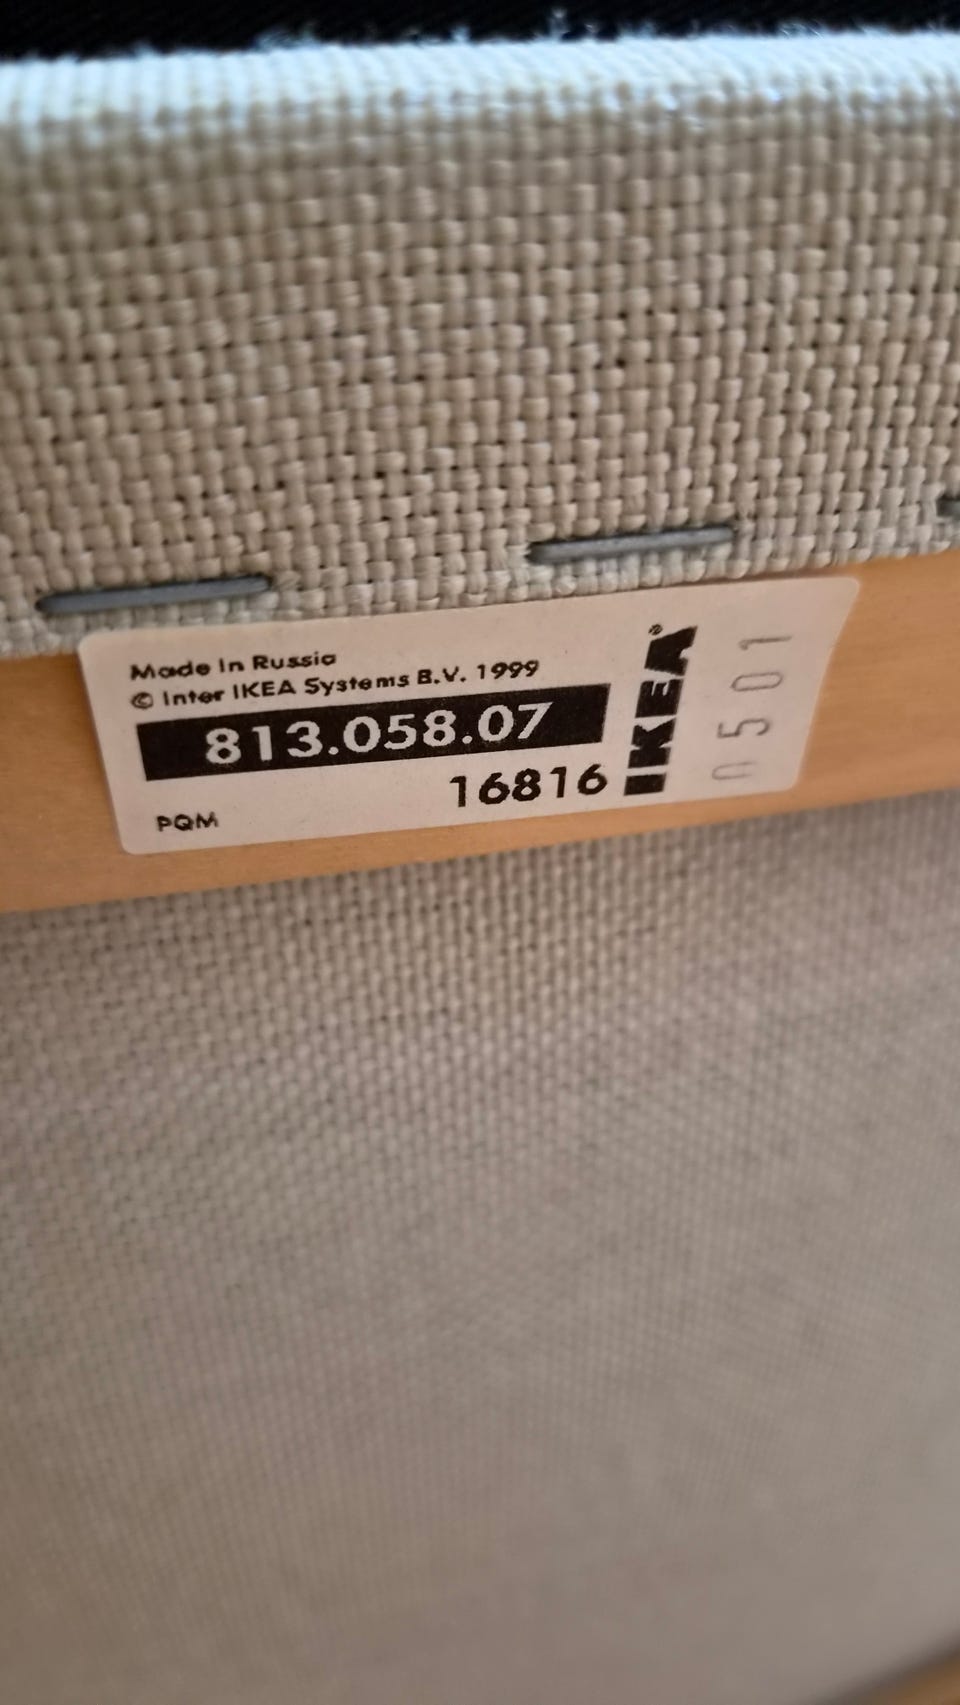 Made In Russia
© Inter IKEA Systems B.V. 1999
813.058.07
16816
PQM
IKEA®
0501